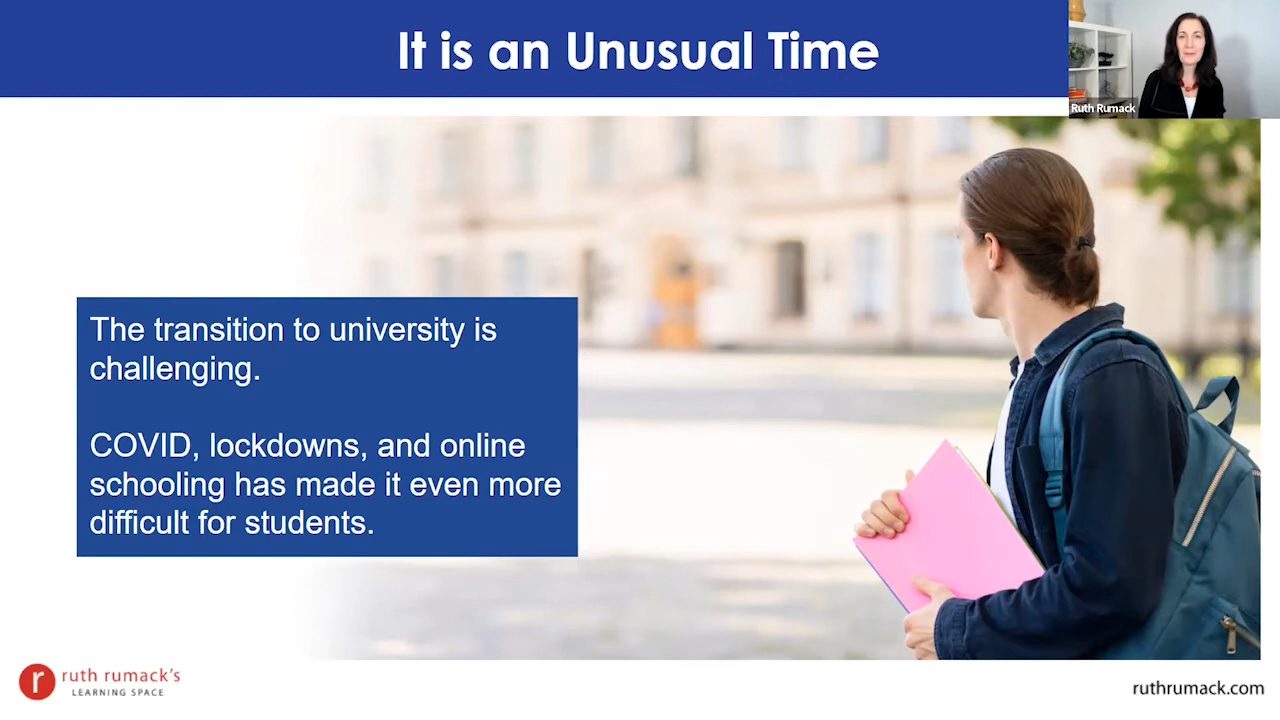 It is an Unusual Time
Ruth Rumack
The transition to university is
challenging.
COVID, lockdowns, and online
schooling has made it even more
difficult for students.
r ruth rumack's
LEARNING SPACE
ruthrumack.com